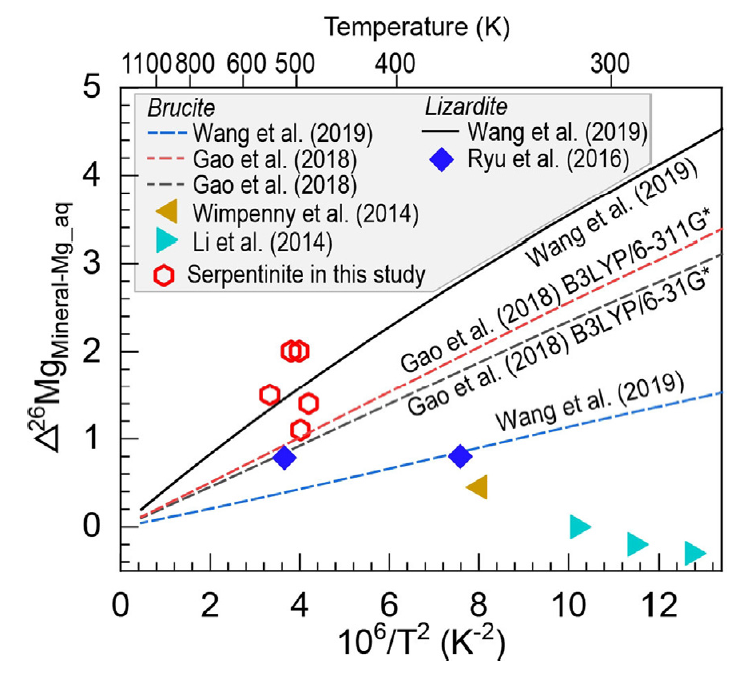 Temperature (K)
1100 800 600 500 400 300
5
4
3
2
1
0
Δ²⁶Mg_Mineral-Mg_aq
Brucite
Wang et al. (2019)
Gao et al. (2018)
Gao et al. (2018)
Wimpenny et al. (2014)
Li et al. (2014)
Serpentinite in this study
Lizardite
Wang et al. (2019)
Ryu et al. (2016)
Wang et al. (2019)
Gao et al. (2018) B3LYP/6-311G*
Gao et al. (2018) B3LYP/6-31G*
Wang et al. (2019)
0 2 4 6 8 10 12
10⁶/T² (K⁻²)